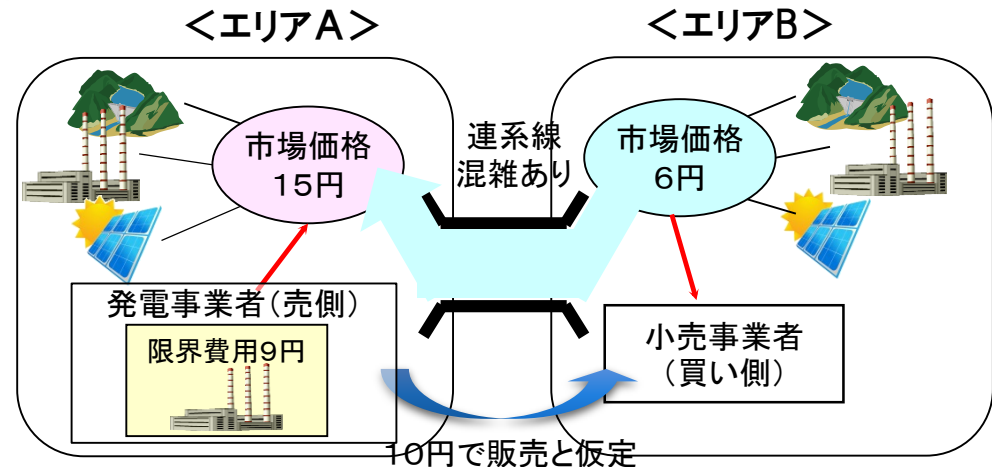 ＜エリアA＞
＜エリアB＞
市場価格
15円
連系線
混雑あり
市場価格
6円
発電事業者（売側）
限界費用9円
小売事業者
（買い側）
10円で販売と仮定